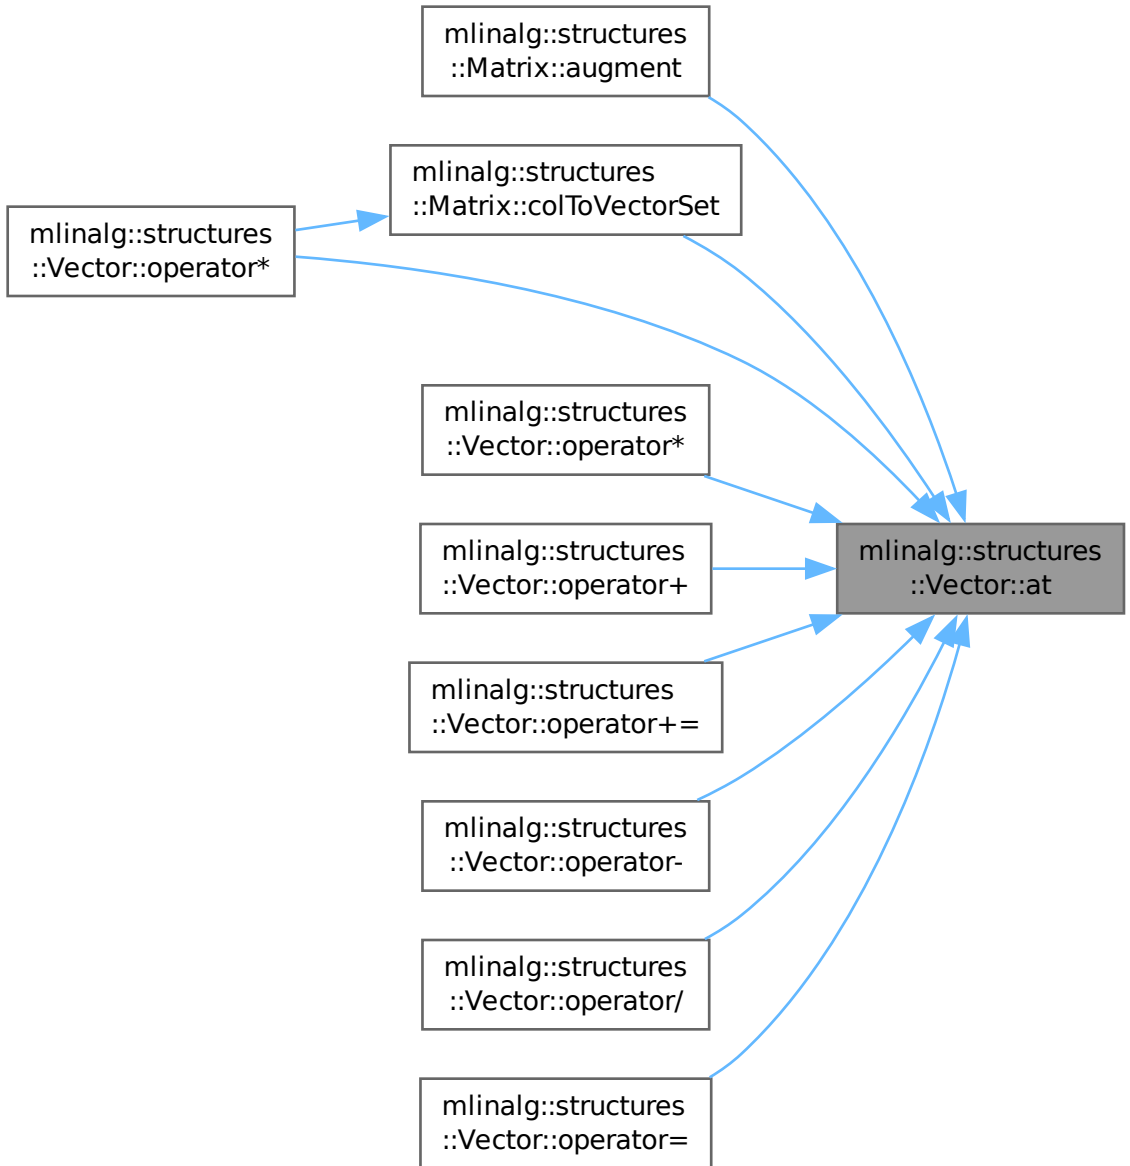 mlinalg::structures
::Matrix::augment
mlinalg::structures
::Matrix::colToVectorSet
mlinalg::structures
::Vector::operator*
mlinalg::structures
::Vector::operator*
mlinalg::structures
::Vector::operator+
mlinalg::structures
::Vector::at
mlinalg::structures
::Vector::operator+=
mlinalg::structures
::Vector::operator-
mlinalg::structures
::Vector::operator/
mlinalg::structures
::Vector::operator=